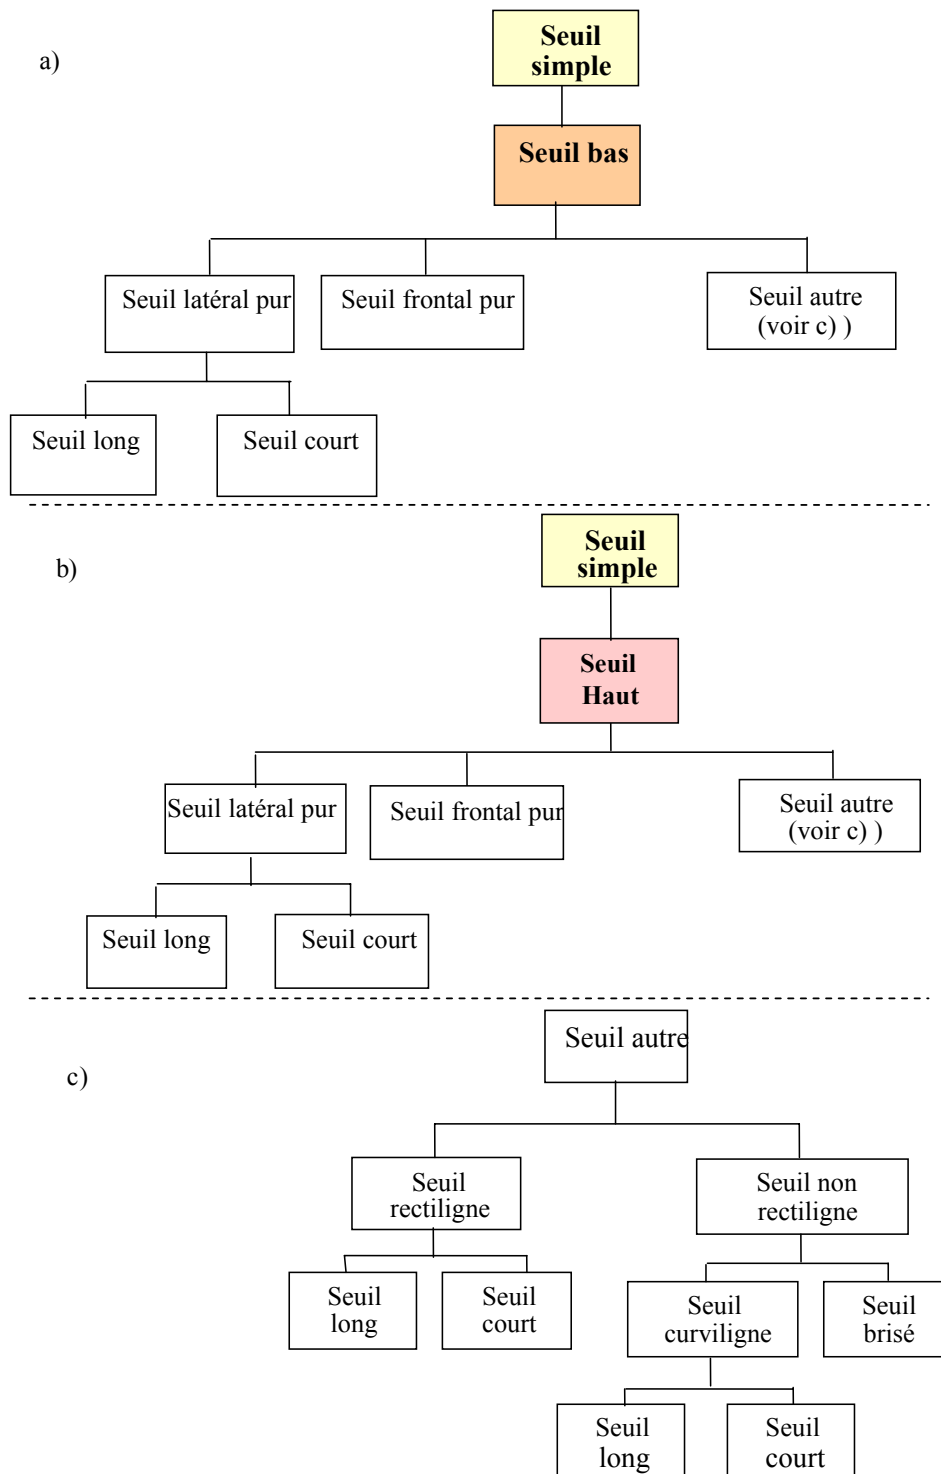 a)
Seuil
simple
Seuil bas
Seuil latéral pur
Seuil frontal pur
Seuil autre
(voir c) )
Seuil long
Seuil court
b)
Seuil
simple
Seuil
Haut
Seuil latéral pur
Seuil frontal pur
Seuil autre
(voir c) )
Seuil long
Seuil court
c)
Seuil autre
Seuil
rectiligne
Seuil non
rectiligne
Seuil
long
Seuil
court
Seuil
curviligne
Seuil
brisé
Seuil
long
Seuil
court